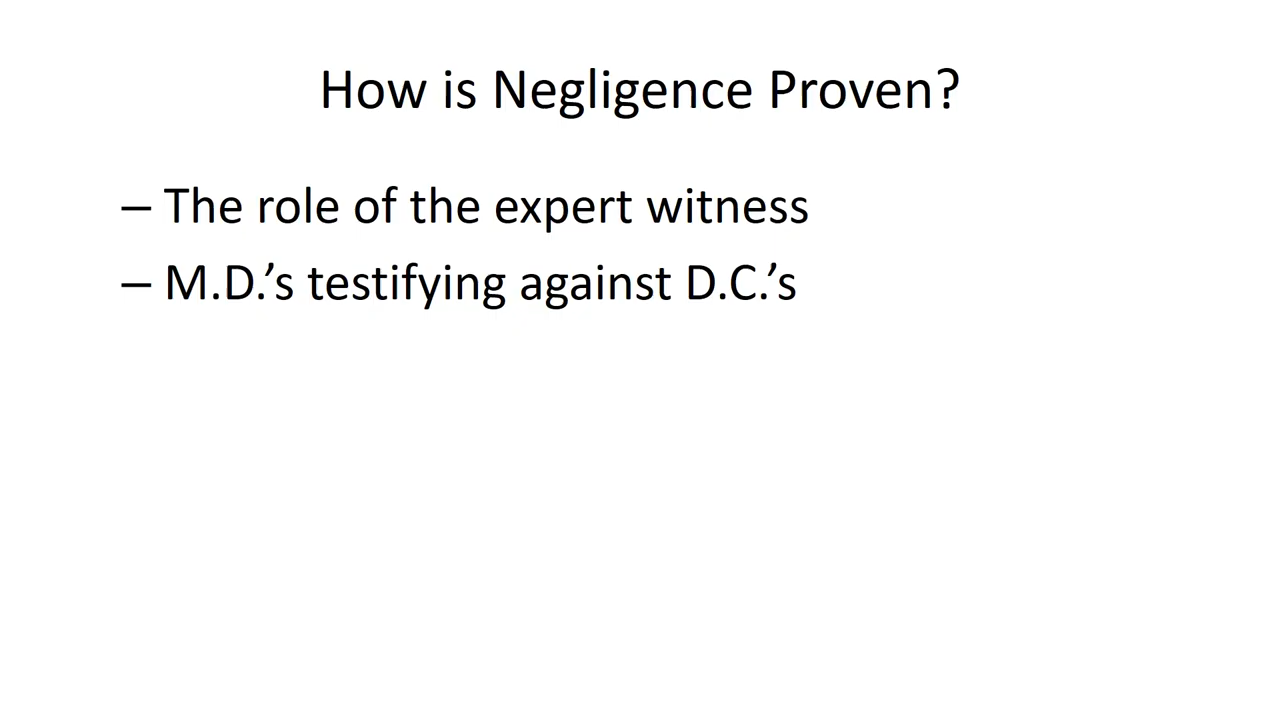 How is Negligence Proven?
– The role of the expert witness
– M.D.’s testifying against D.C.’s